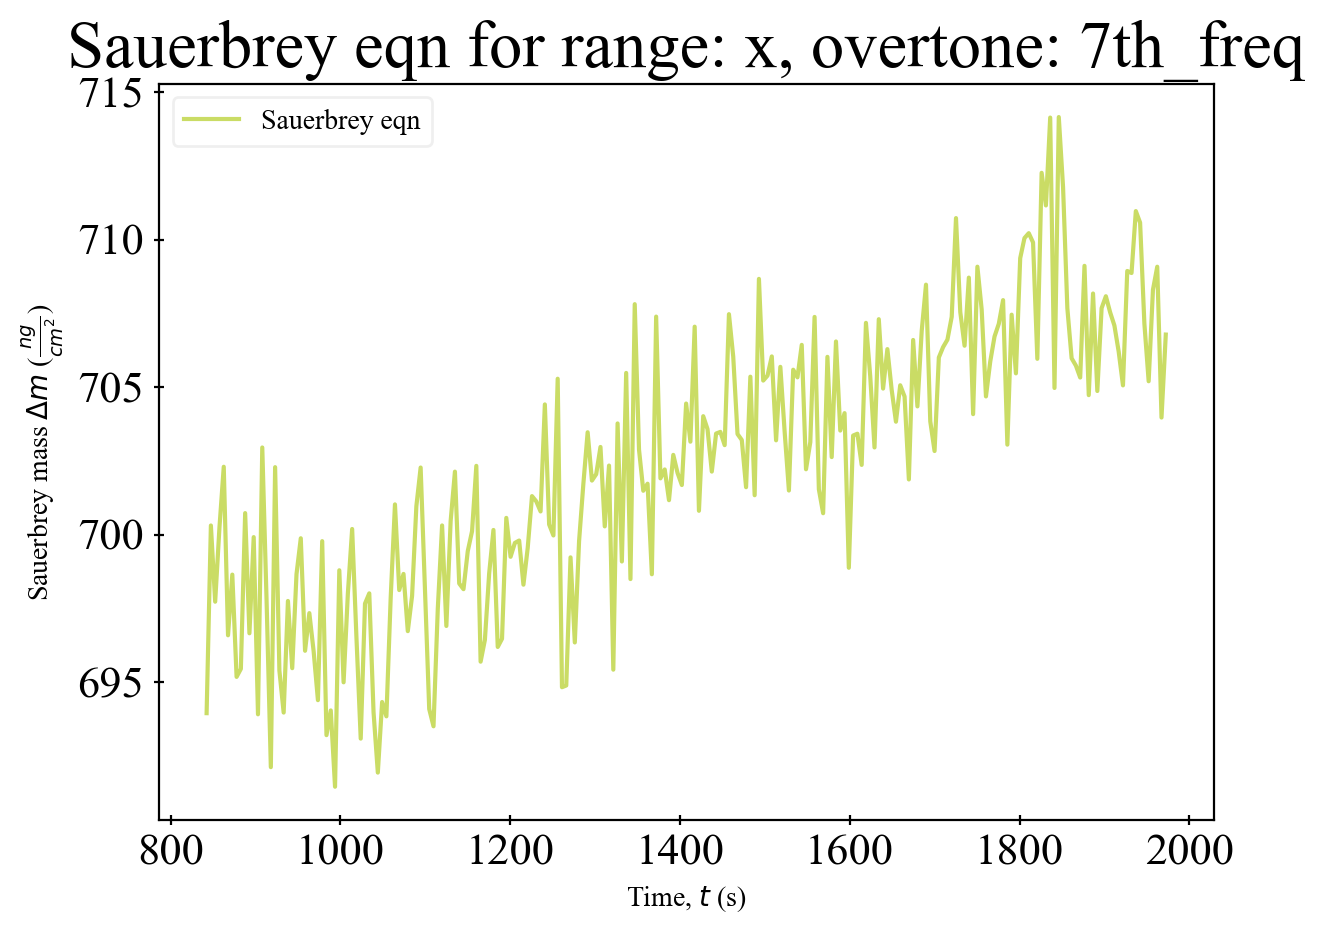 Sauerbrey eqn for range: x, overtone: 7th_freq
Sauerbrey eqn
715
710
705
700
695
Sauerbrey mass Δm (ng/cm²)
800 1000 1200 1400 1600 1800 2000
Time, t (s)